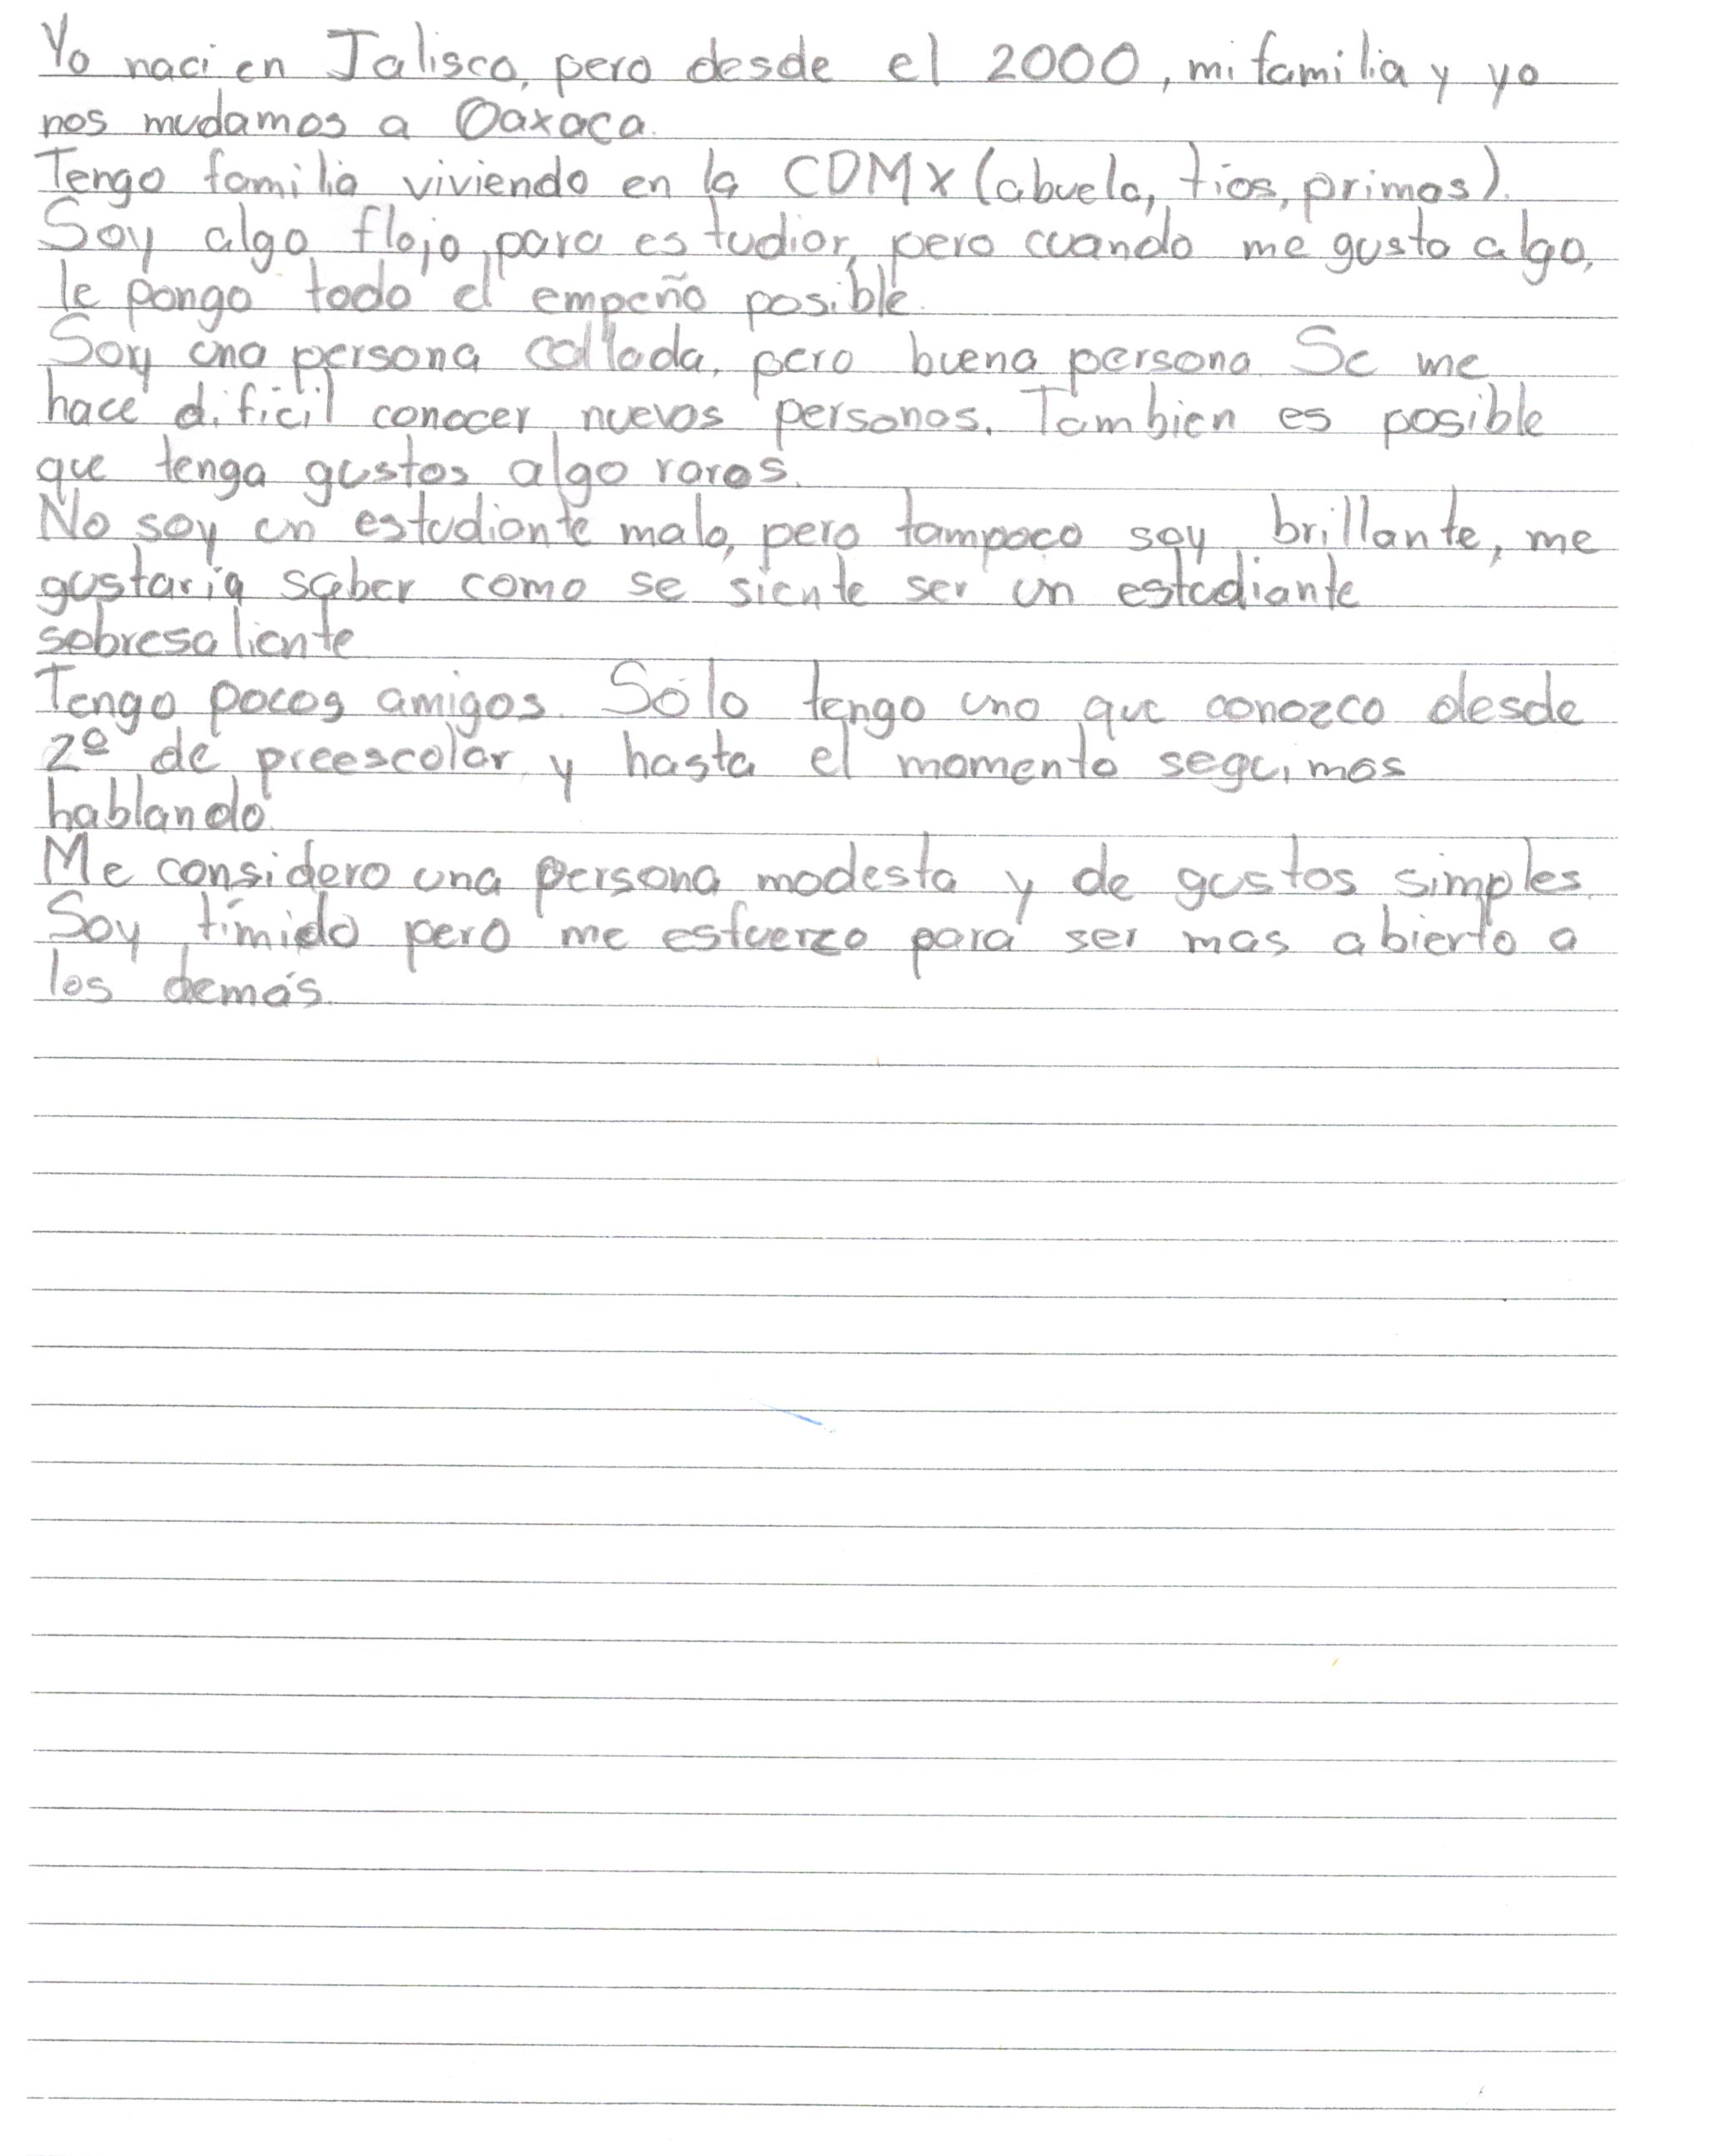 Yo naci en Jalisco, pero desde el 2000, mi familia y yo
nos mudamos a Oaxaca.
Tengo familia viviendo en la CDMX (abuela, tios, primos).
Soy algo flojo para estudiar, pero cuando me gusta algo,
le pongo todo el empeño posible.
Soy una persona callada, pero buena persona. Se me
hace dificil conocer nuevas personas. Tambien es posible
que tenga gustos algo raros.
No soy un estudiante malo, pero tampoco soy brillante, me
gustaria saber como se siente ser un estudiante
sobresaliente
Tengo pocos amigos. Sólo tengo uno que conozco desde
2º de preescolar y hasta el momento seguimos
hablando.
Me considero una persona modesta y de gustos simples.
Soy tímido pero me esfuerzo para ser mas abierto a
los demás.